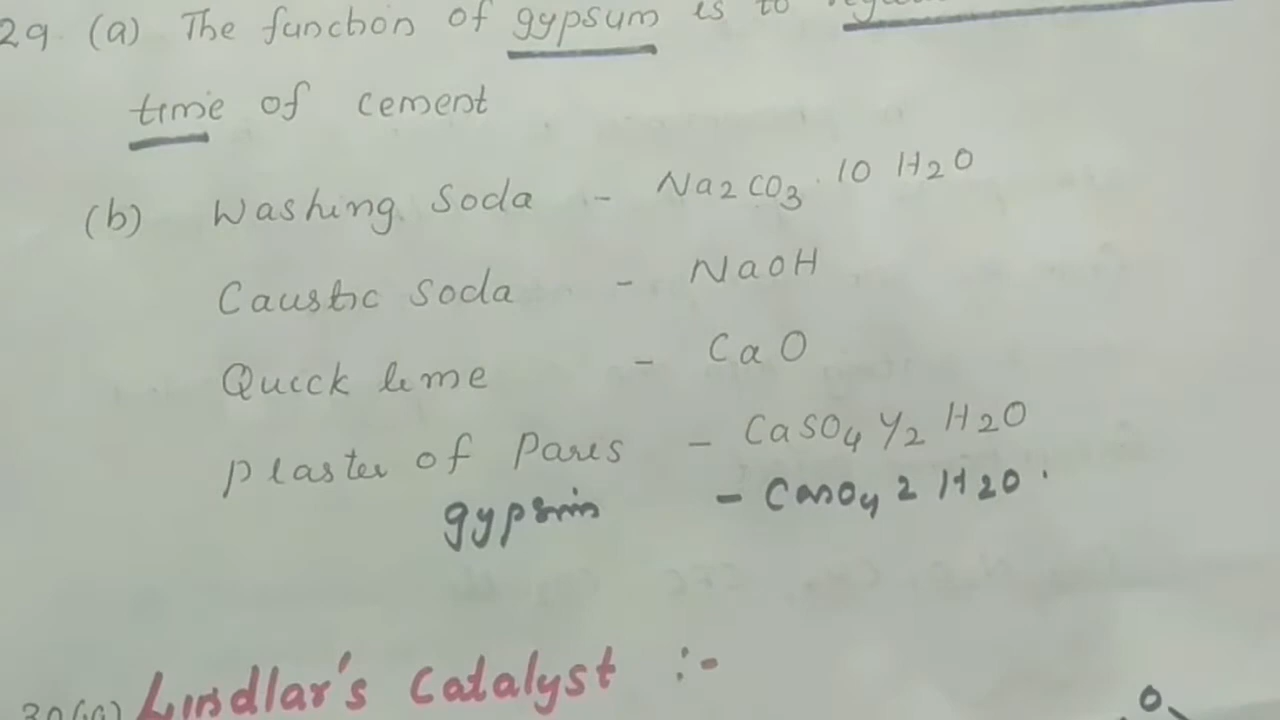 29 (a) The function of gypsum is to
time of cement
(b) Washing Soda - Na2CO3 . 10 H2O
Caustic Soda - NaOH
Quick lime - CaO
Plaster of Paris - CaSO4 ½ H2O
gypsum - CaSO4 2 H2O .
30(a) Lindlar's Catalyst :-
O